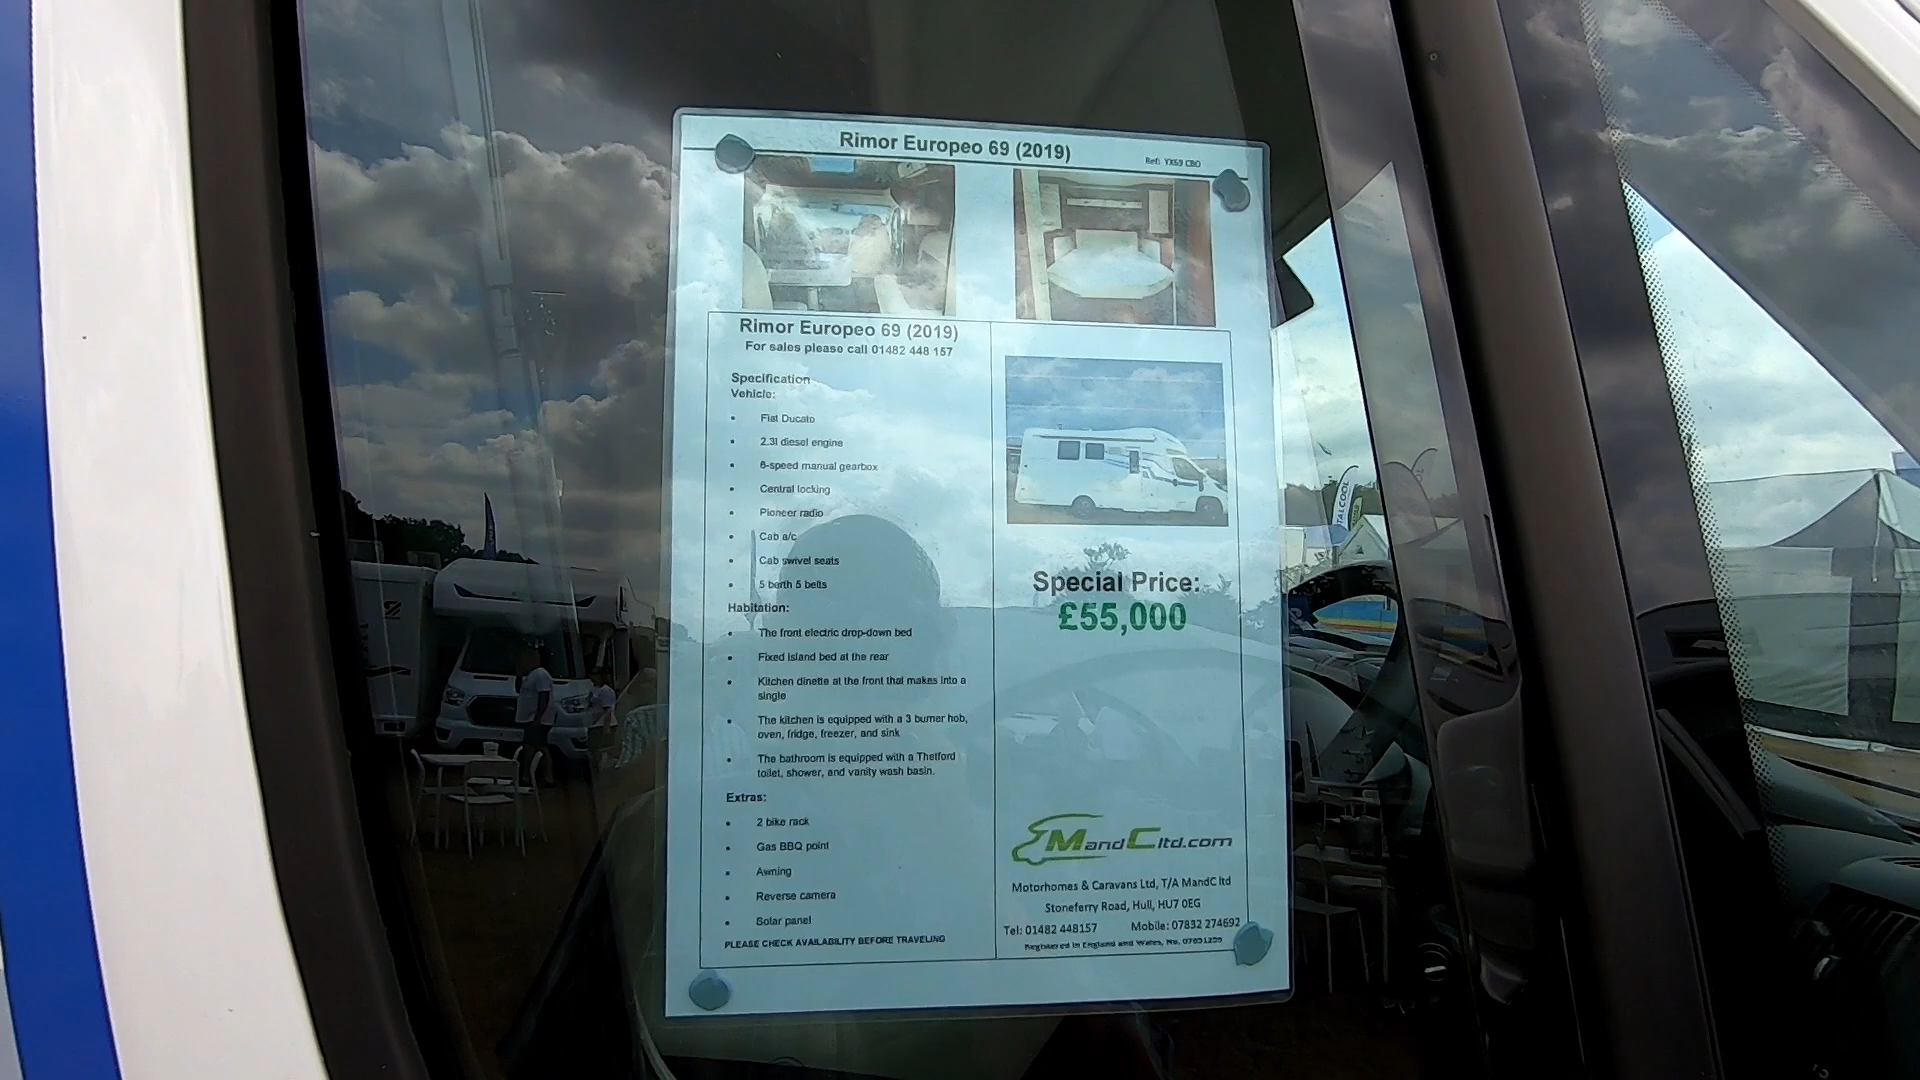 Rimor Europeo 69 (2019)
Ref: YX69 CBO
Rimor Europeo 69 (2019)
For sales please call 01482 448 157
Specification
Vehicle:
• Fiat Ducato
• 2.3l diesel engine
• 6-speed manual gearbox
• Central locking
• Pioneer radio
• Cab a/c
• Cab swivel seats
• 5 berth 5 belts
Habitation:
• The front electric drop-down bed
• Fixed island bed at the rear
• Kitchen dinette at the front that makes into a
single
• The kitchen is equipped with a 3 burner hob,
oven, fridge, freezer, and sink
• The bathroom is equipped with a Thetford
toilet, shower, and vanity wash basin.
Extras:
• 2 bike rack
• Gas BBQ point
• Awning
• Reverse camera
• Solar panel
PLEASE CHECK AVAILABILITY BEFORE TRAVELING
Special Price:
£55,000
MandCltd.com
Motorhomes & Caravans Ltd, T/A MandC ltd
Stoneferry Road, Hull, HU7 0EG
Tel: 01482 448157 Mobile: 07832 274692
Registered in England and Wales, No.